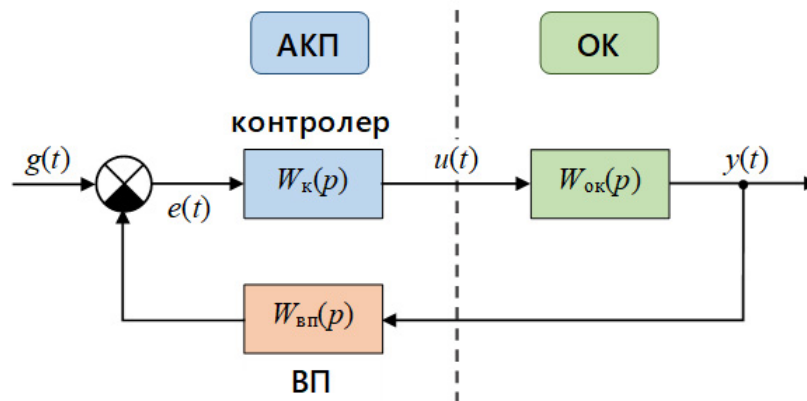 АКП
ОК
контролер
g(t)
e(t)
Wк(p)
u(t)
Wок(p)
y(t)
Wвп(p)
ВП